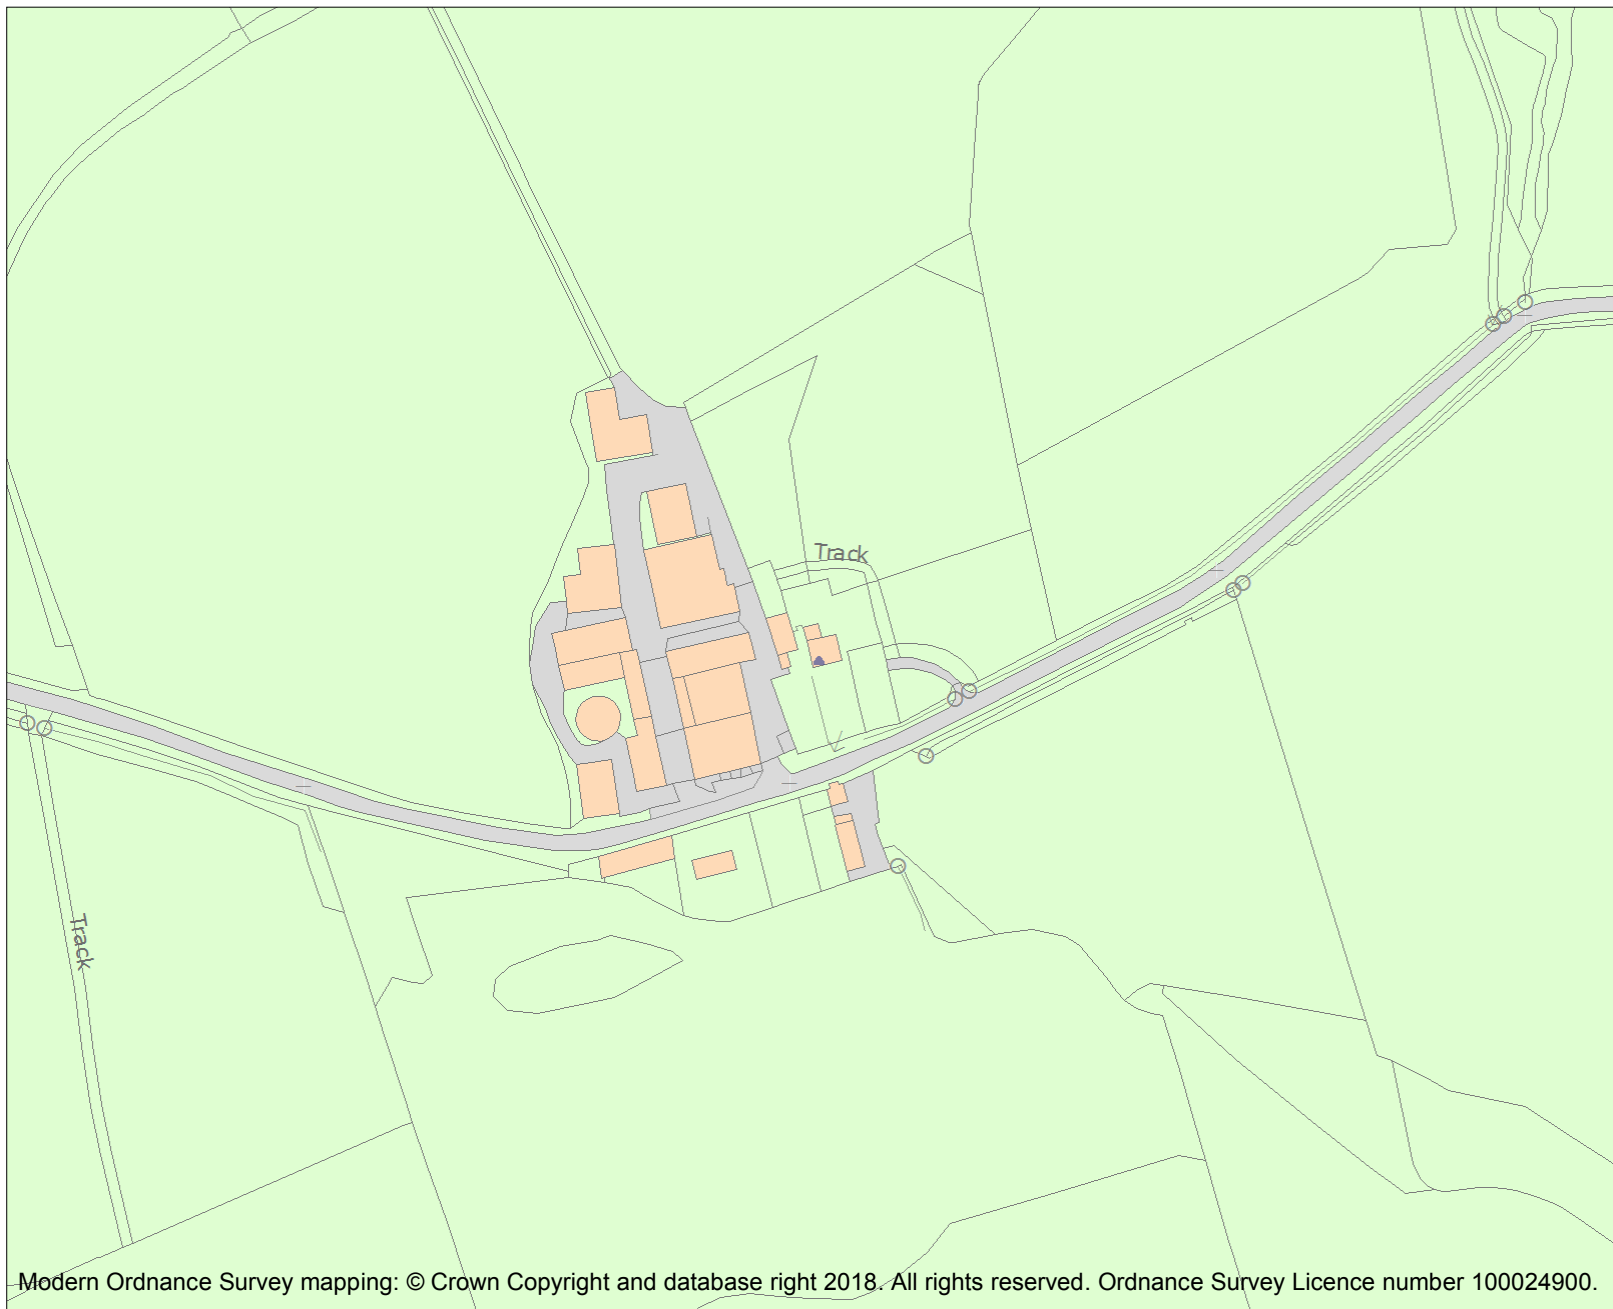 Track
Track
Modern Ordnance Survey mapping: © Crown Copyright and database right 2018. All rights reserved. Ordnance Survey Licence number 100024900.